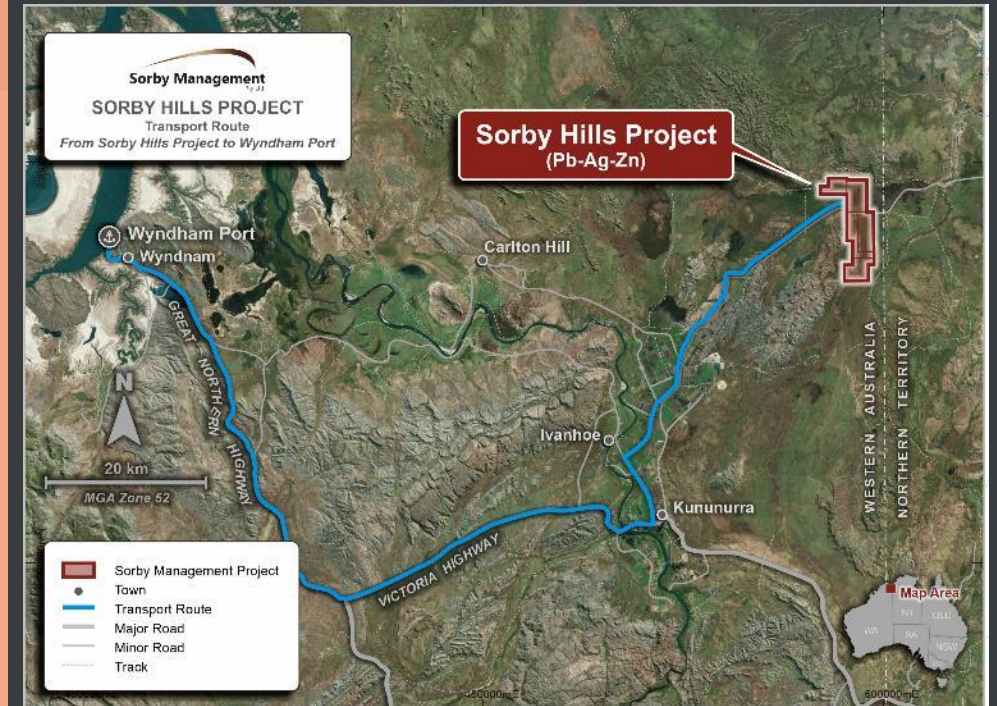 Sorby Management
SORBY HILLS PROJECT
Transport Route
From Sorby Hills Project to Wyndham Port
Sorby Hills Project
(Pb-Ag-Zn)
Wyndham Port
Wyndnam
Carlton Hill
GREAT NORTHERN HIGHWAY
N
20 km
MGA Zone 52
Ivanhoe
Kununurra
VICTORIA HIGHWAY
WESTERN AUSTRALIA
NORTHERN TERRITORY
Sorby Management Project
Town
Transport Route
Major Road
Minor Road
Track
Map Area
WA
NT
QLD
SA
NSW
450000mE
500000mE